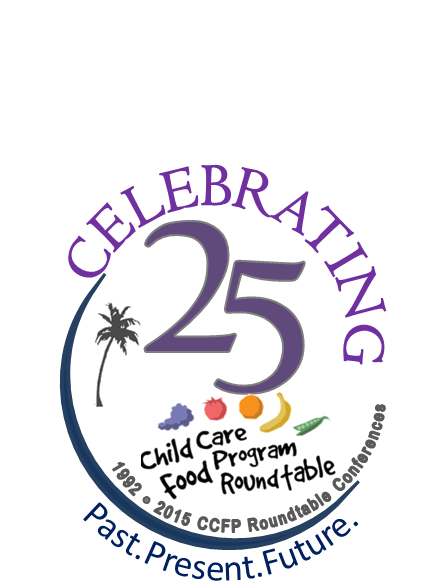 CELEBRATING
25
Child Care
Food Program
Roundtable
1992 • 2015 CCFP Roundtable Conferences
Past.Present.Future.